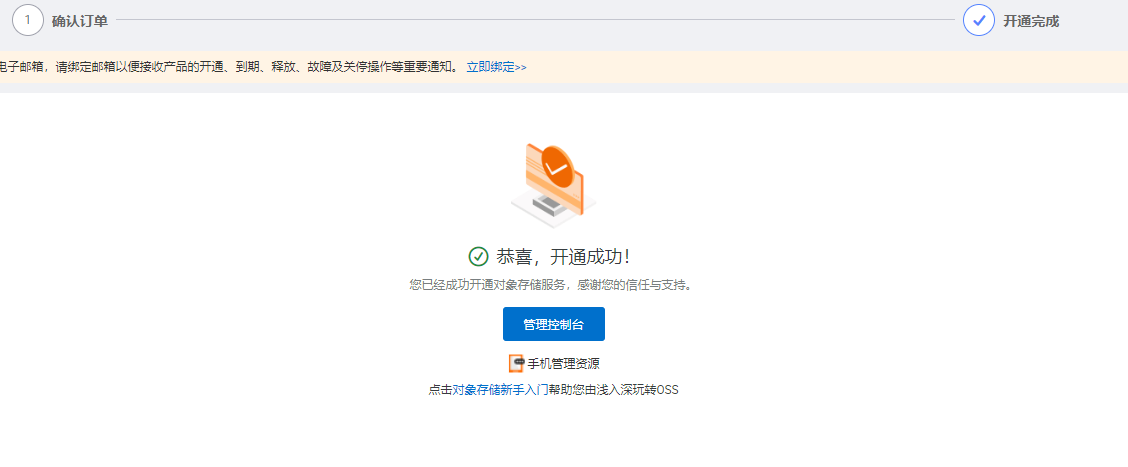 1 确认订单 开通完成
电子邮箱，请绑定邮箱以便接收产品的开通、到期、释放、故障及关停操作等重要通知。 立即绑定>>
恭喜，开通成功！
您已经成功开通对象存储服务，感谢您的信任与支持。
管理控制台
手机管理资源
点击对象存储新手入门帮助您由浅入深玩转OSS